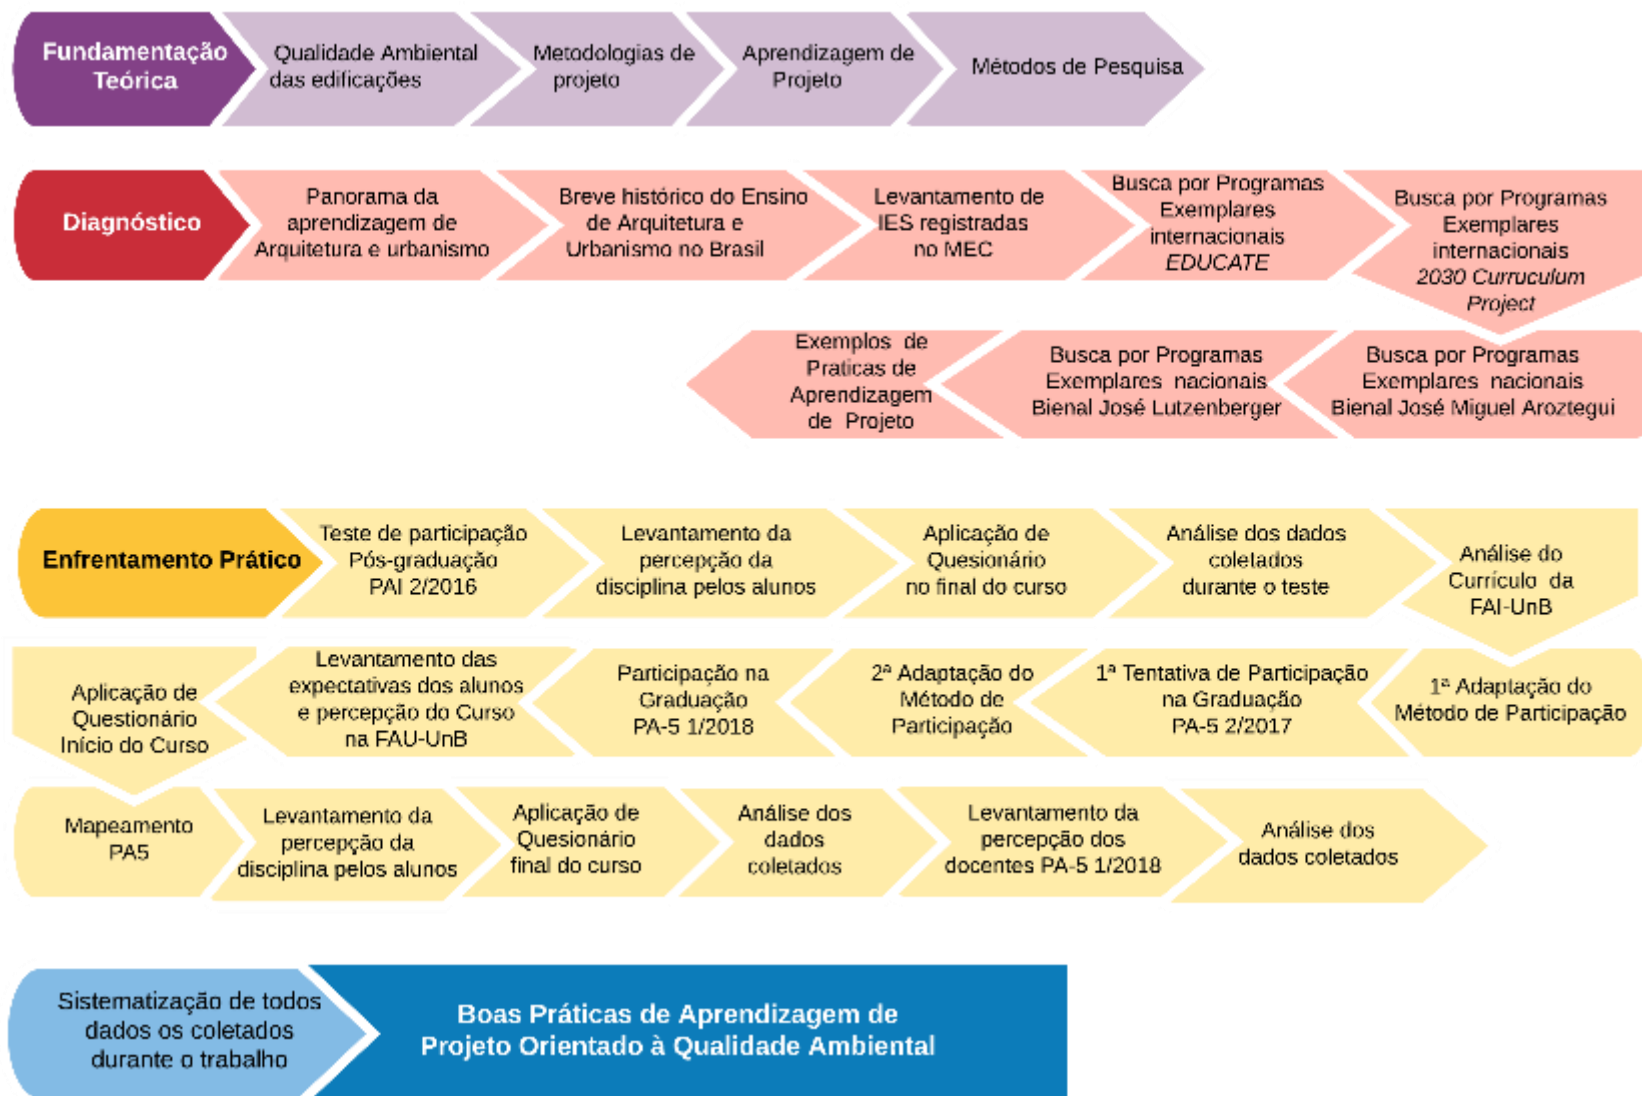 Fundamentação
Teórica
Qualidade Ambiental
das edificações
Metodologias de
projeto
Aprendizagem de
Projeto
Métodos de Pesquisa
Diagnóstico
Panorama da
aprendizagem de
Arquitetura e urbanismo
Breve histórico do Ensino
de Arquitetura e
Urbanismo no Brasil
Levantamento de
IES registradas
no MEC
Busca por Programas
Exemplares
internacionais
EDUCATE
Busca por Programas
Exemplares
internacionais
2030 Curruculum
Project
Busca por Programas
Exemplares nacionais
Bienal José Miguel Aroztegui
Busca por Programas
Exemplares nacionais
Bienal José Lutzenberger
Exemplos de
Praticas de
Aprendizagem
de Projeto
Enfrentamento Prático
Teste de participação
Pós-graduação
PAI 2/2016
Levantamento da
percepção da
disciplina pelos alunos
Aplicação de
Quesionário
no final do curso
Análise dos dados
coletados
durante o teste
Análise do
Currículo da
FAI-UnB
1ª Adaptação do
Método de Participação
1ª Tentativa de Participação
na Graduação
PA-5 2/2017
2ª Adaptação do
Método de
Participação
Participação na
Graduação
PA-5 1/2018
Levantamento das
expectativas dos alunos
e percepção do Curso
na FAU-UnB
Aplicação de
Questionário
Início do Curso
Mapeamento
PA5
Levantamento da
percepção da
disciplina pelos alunos
Aplicação de
Quesionário
final do curso
Análise dos
dados
coletados
Levantamento da
percepção dos
docentes PA-5 1/2018
Análise dos
dados coletados
Sistematização de todos
dados os coletados
durante o trabalho
Boas Práticas de Aprendizagem de
Projeto Orientado à Qualidade Ambiental